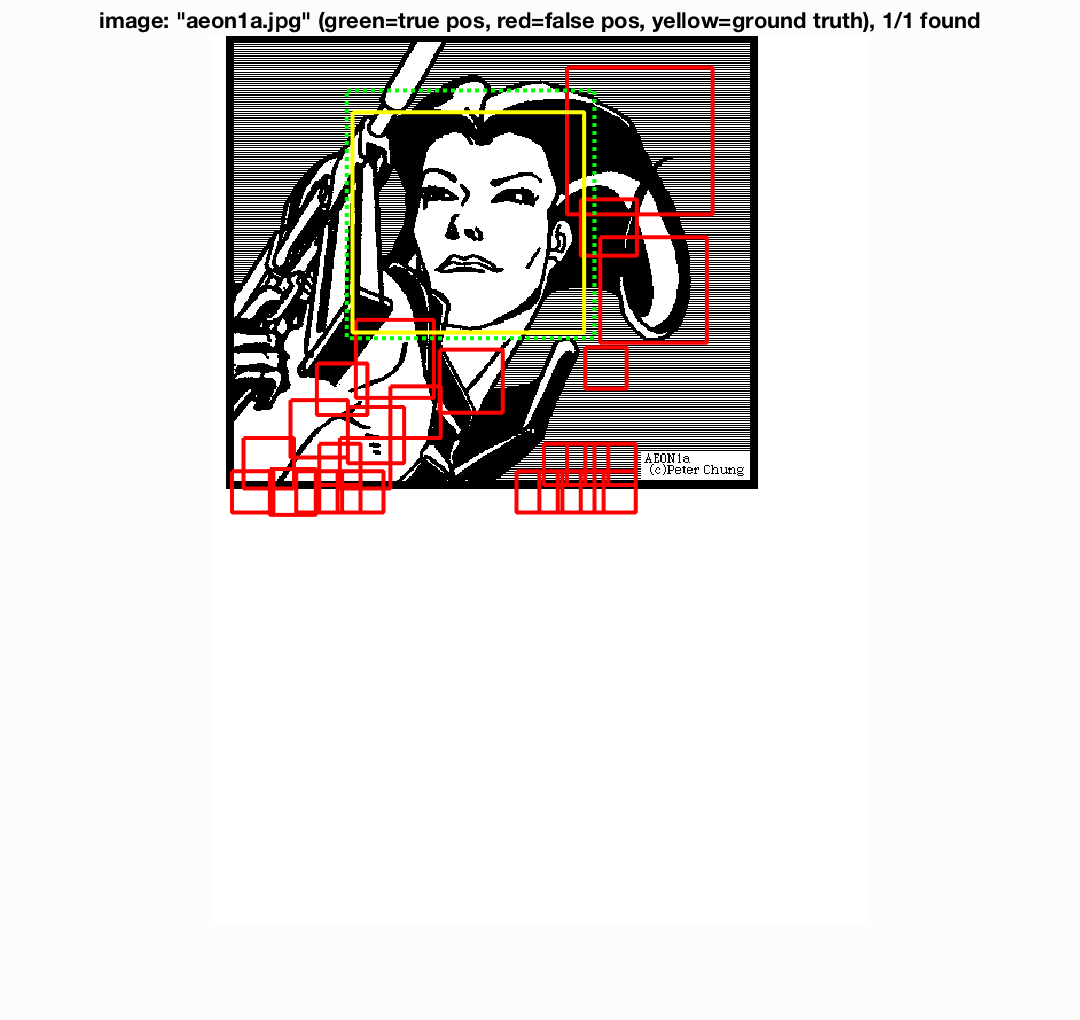 image: "aeon1a.jpg" (green=true pos, red=false pos, yellow=ground truth), 1/1 found
AEON1a
(c)Peter Chung